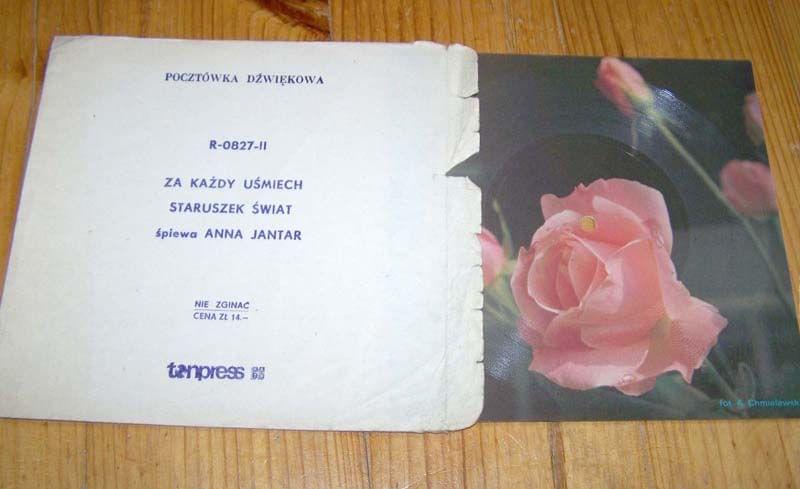 POCZTÓWKA DŹWIĘKOWA
R-0827-II
ZA KAŻDY UŚMIECH
STARUSZEK ŚWIAT
śpiewa ANNA JANTAR
NIE ZGINAĆ
CENA ZŁ 14.—
tonpress
fot.